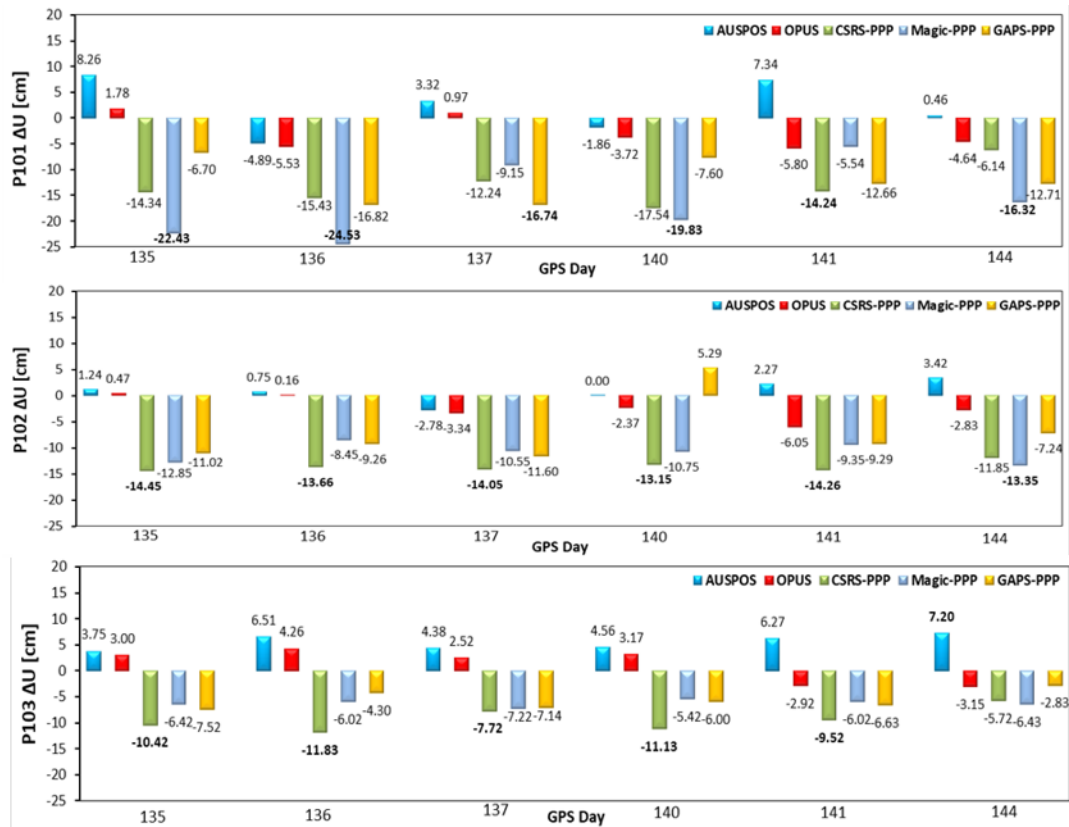 P101 ΔU [cm]
20
15
10
5
0
-5
-10
-15
-20
-25
AUSPOS OPUS CSRS-PPP Magic-PPP GAPS-PPP
8.26 1.78 -14.34 -22.43 -6.70
-4.89 -5.53 -15.43 -24.53 -16.82
3.32 0.97 -12.24 -9.15 -16.74
-1.86 -3.72 -17.54 -19.83 -7.60
7.34 -5.80 -14.24 -5.54 -12.66
0.46 -4.64 -6.14 -16.32 -12.71
135 136 137 140 141 144
GPS Day
P102 ΔU [cm]
20
15
10
5
0
-5
-10
-15
-20
-25
AUSPOS OPUS CSRS-PPP Magic-PPP GAPS-PPP
1.24 0.47 -14.45 -12.85 -11.02
0.75 0.16 -13.66 -8.45 -9.26
-2.78 -3.34 -14.05 -10.55 -11.60
0.00 -2.37 -13.15 -10.75 5.29
2.27 -6.05 -14.26 -9.35 -9.29
3.42 -2.83 -11.85 -13.35 -7.24
135 136 137 140 141 144
GPS Day
P103 ΔU [cm]
20
15
10
5
0
-5
-10
-15
-20
-25
AUSPOS OPUS CSRS-PPP Magic-PPP GAPS-PPP
3.75 3.00 -10.42 -6.42 -7.52
6.51 4.26 -11.83 -6.02 -4.30
4.38 2.52 -7.72 -7.22 -7.14
4.56 3.17 -11.13 -5.42 -6.00
6.27 -2.92 -9.52 -6.02 -6.63
7.20 -3.15 -5.72 -6.43 -2.83
135 136 137 140 141 144
GPS Day